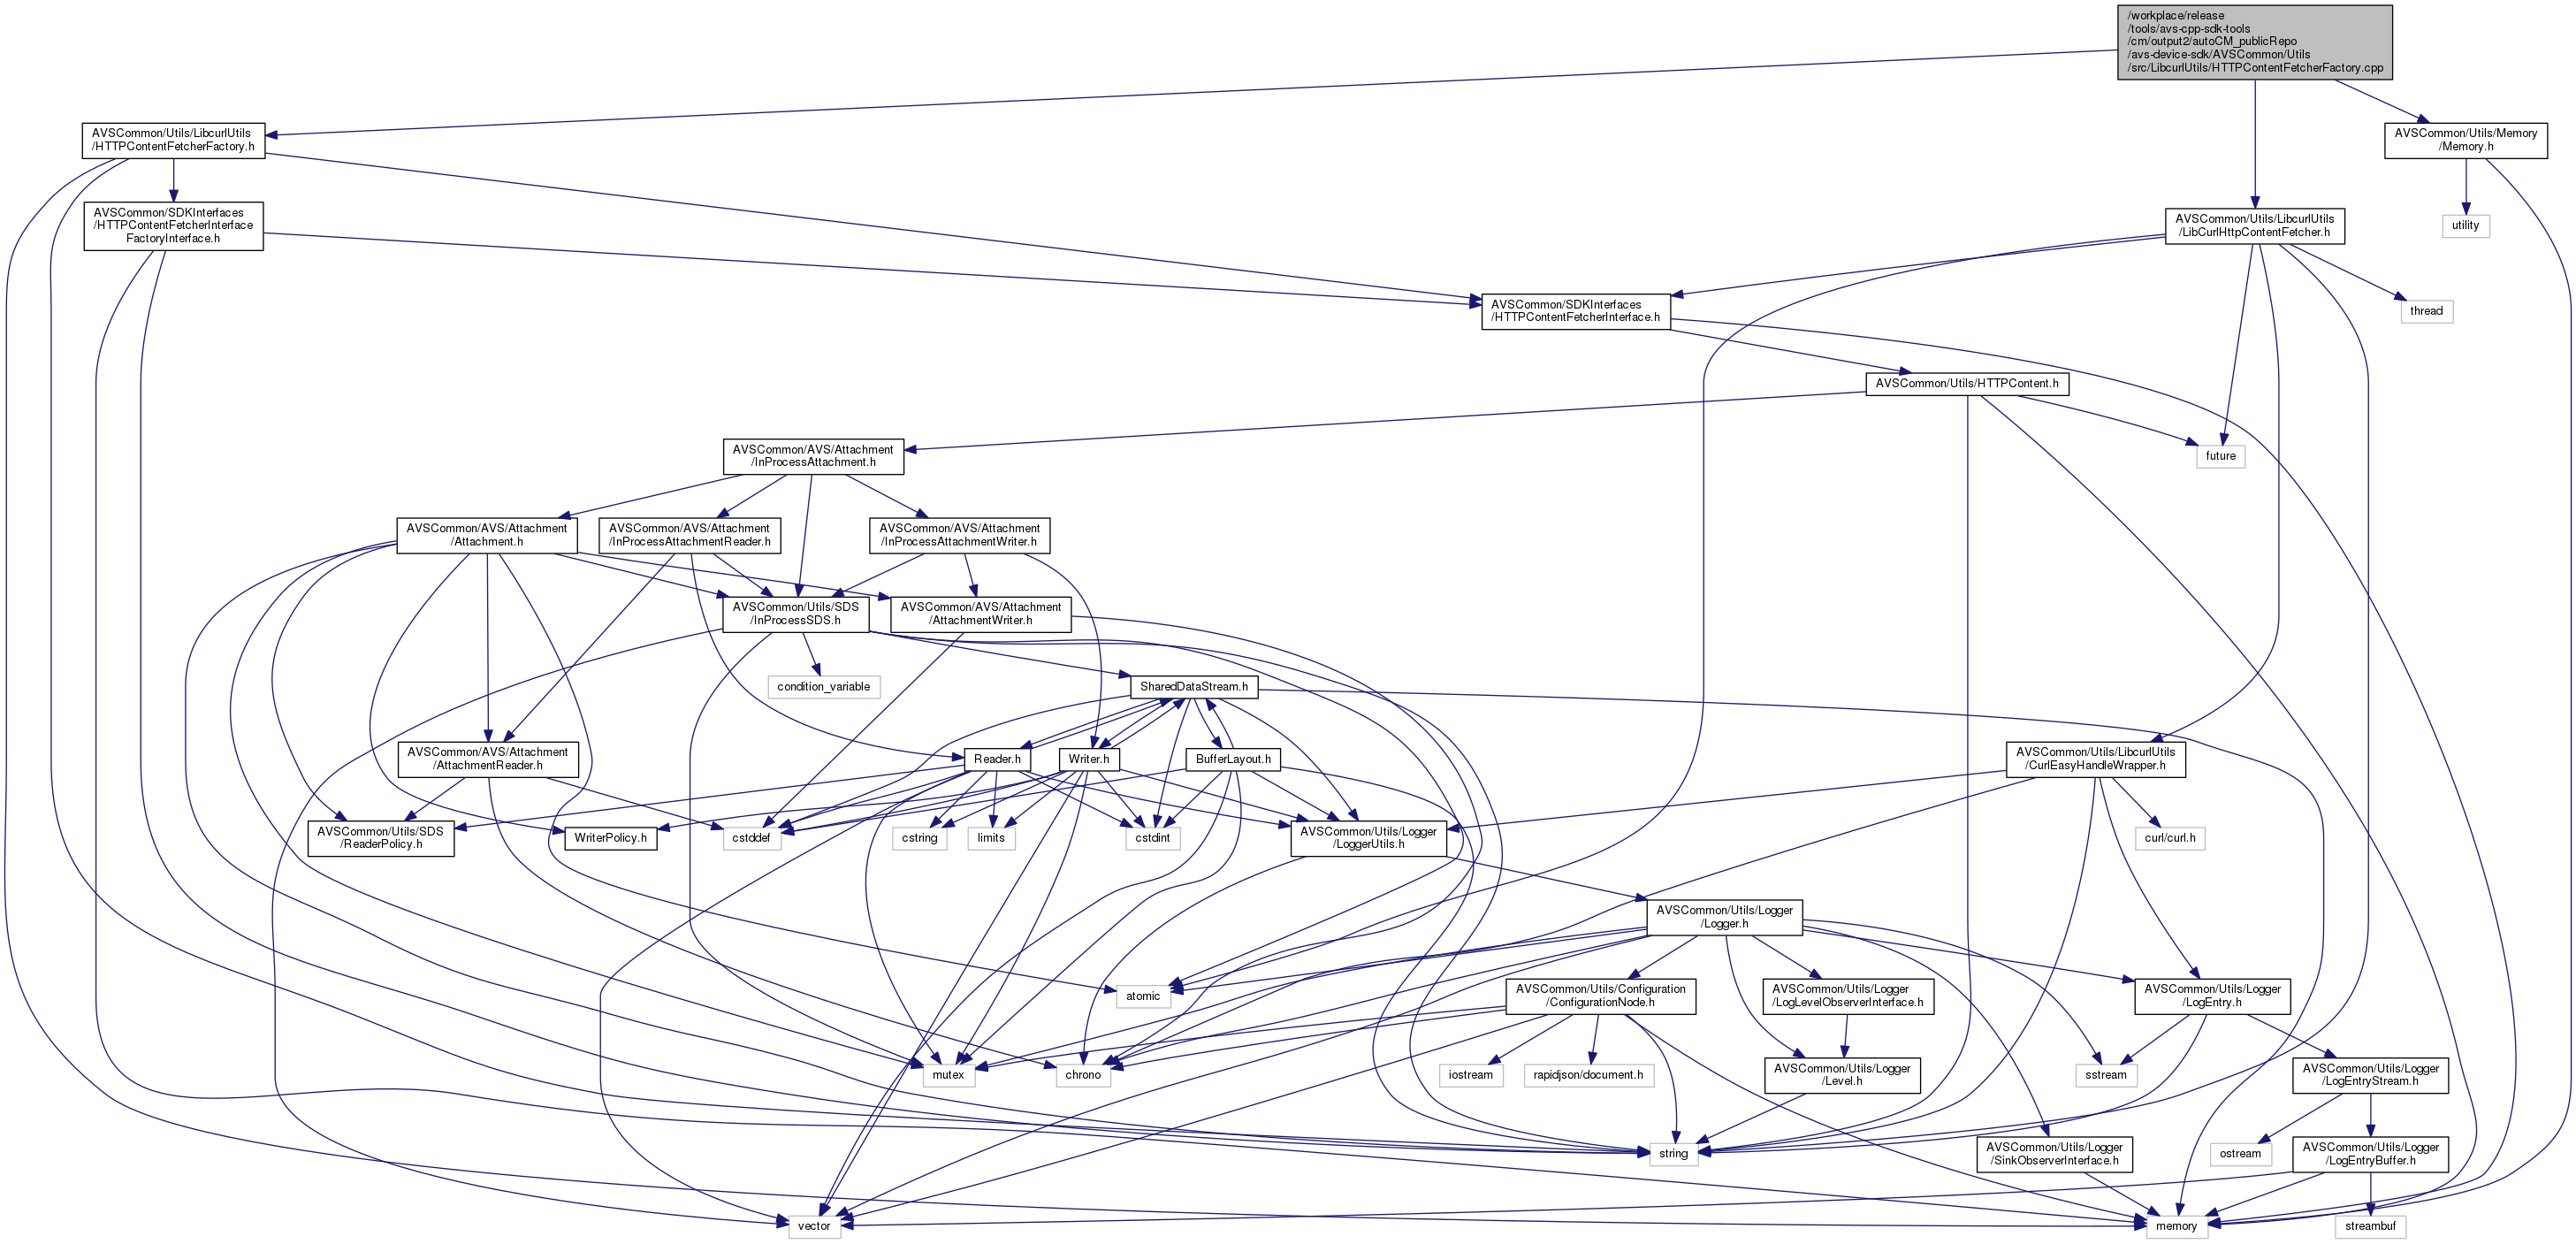 /workplace/release
/tools/avs-cpp-sdk-tools
/cm/output2/autoCM_publicRepo
/avs-device-sdk/AVSCommon/Utils
/src/LibcurlUtils/HTTPContentFetcherFactory.cpp
AVSCommon/Utils/LibcurlUtils
/HTTPContentFetcherFactory.h
AVSCommon/Utils/Memory
/Memory.h
AVSCommon/SDKInterfaces
/HTTPContentFetcherInterface
FactoryInterface.h
AVSCommon/Utils/LibcurlUtils
/LibCurlHttpContentFetcher.h
utility
AVSCommon/SDKInterfaces
/HTTPContentFetcherInterface.h
thread
AVSCommon/Utils/HTTPContent.h
AVSCommon/AVS/Attachment
/InProcessAttachment.h
future
AVSCommon/AVS/Attachment
/Attachment.h
AVSCommon/AVS/Attachment
/InProcessAttachmentReader.h
AVSCommon/AVS/Attachment
/InProcessAttachmentWriter.h
AVSCommon/Utils/SDS
/InProcessSDS.h
AVSCommon/AVS/Attachment
/AttachmentWriter.h
condition_variable
SharedDataStream.h
AVSCommon/AVS/Attachment
/AttachmentReader.h
Reader.h
Writer.h
BufferLayout.h
AVSCommon/Utils/LibcurlUtils
/CurlEasyHandleWrapper.h
AVSCommon/Utils/SDS
/ReaderPolicy.h
WriterPolicy.h
cstddef
cstring
limits
cstdint
AVSCommon/Utils/Logger
/LoggerUtils.h
curl/curl.h
AVSCommon/Utils/Logger
/Logger.h
atomic
AVSCommon/Utils/Configuration
/ConfigurationNode.h
AVSCommon/Utils/Logger
/LogLevelObserverInterface.h
AVSCommon/Utils/Logger
/LogEntry.h
mutex
chrono
iostream
rapidjson/document.h
AVSCommon/Utils/Logger
/Level.h
sstream
AVSCommon/Utils/Logger
/LogEntryStream.h
string
AVSCommon/Utils/Logger
/SinkObserverInterface.h
ostream
AVSCommon/Utils/Logger
/LogEntryBuffer.h
vector
memory
streambuf